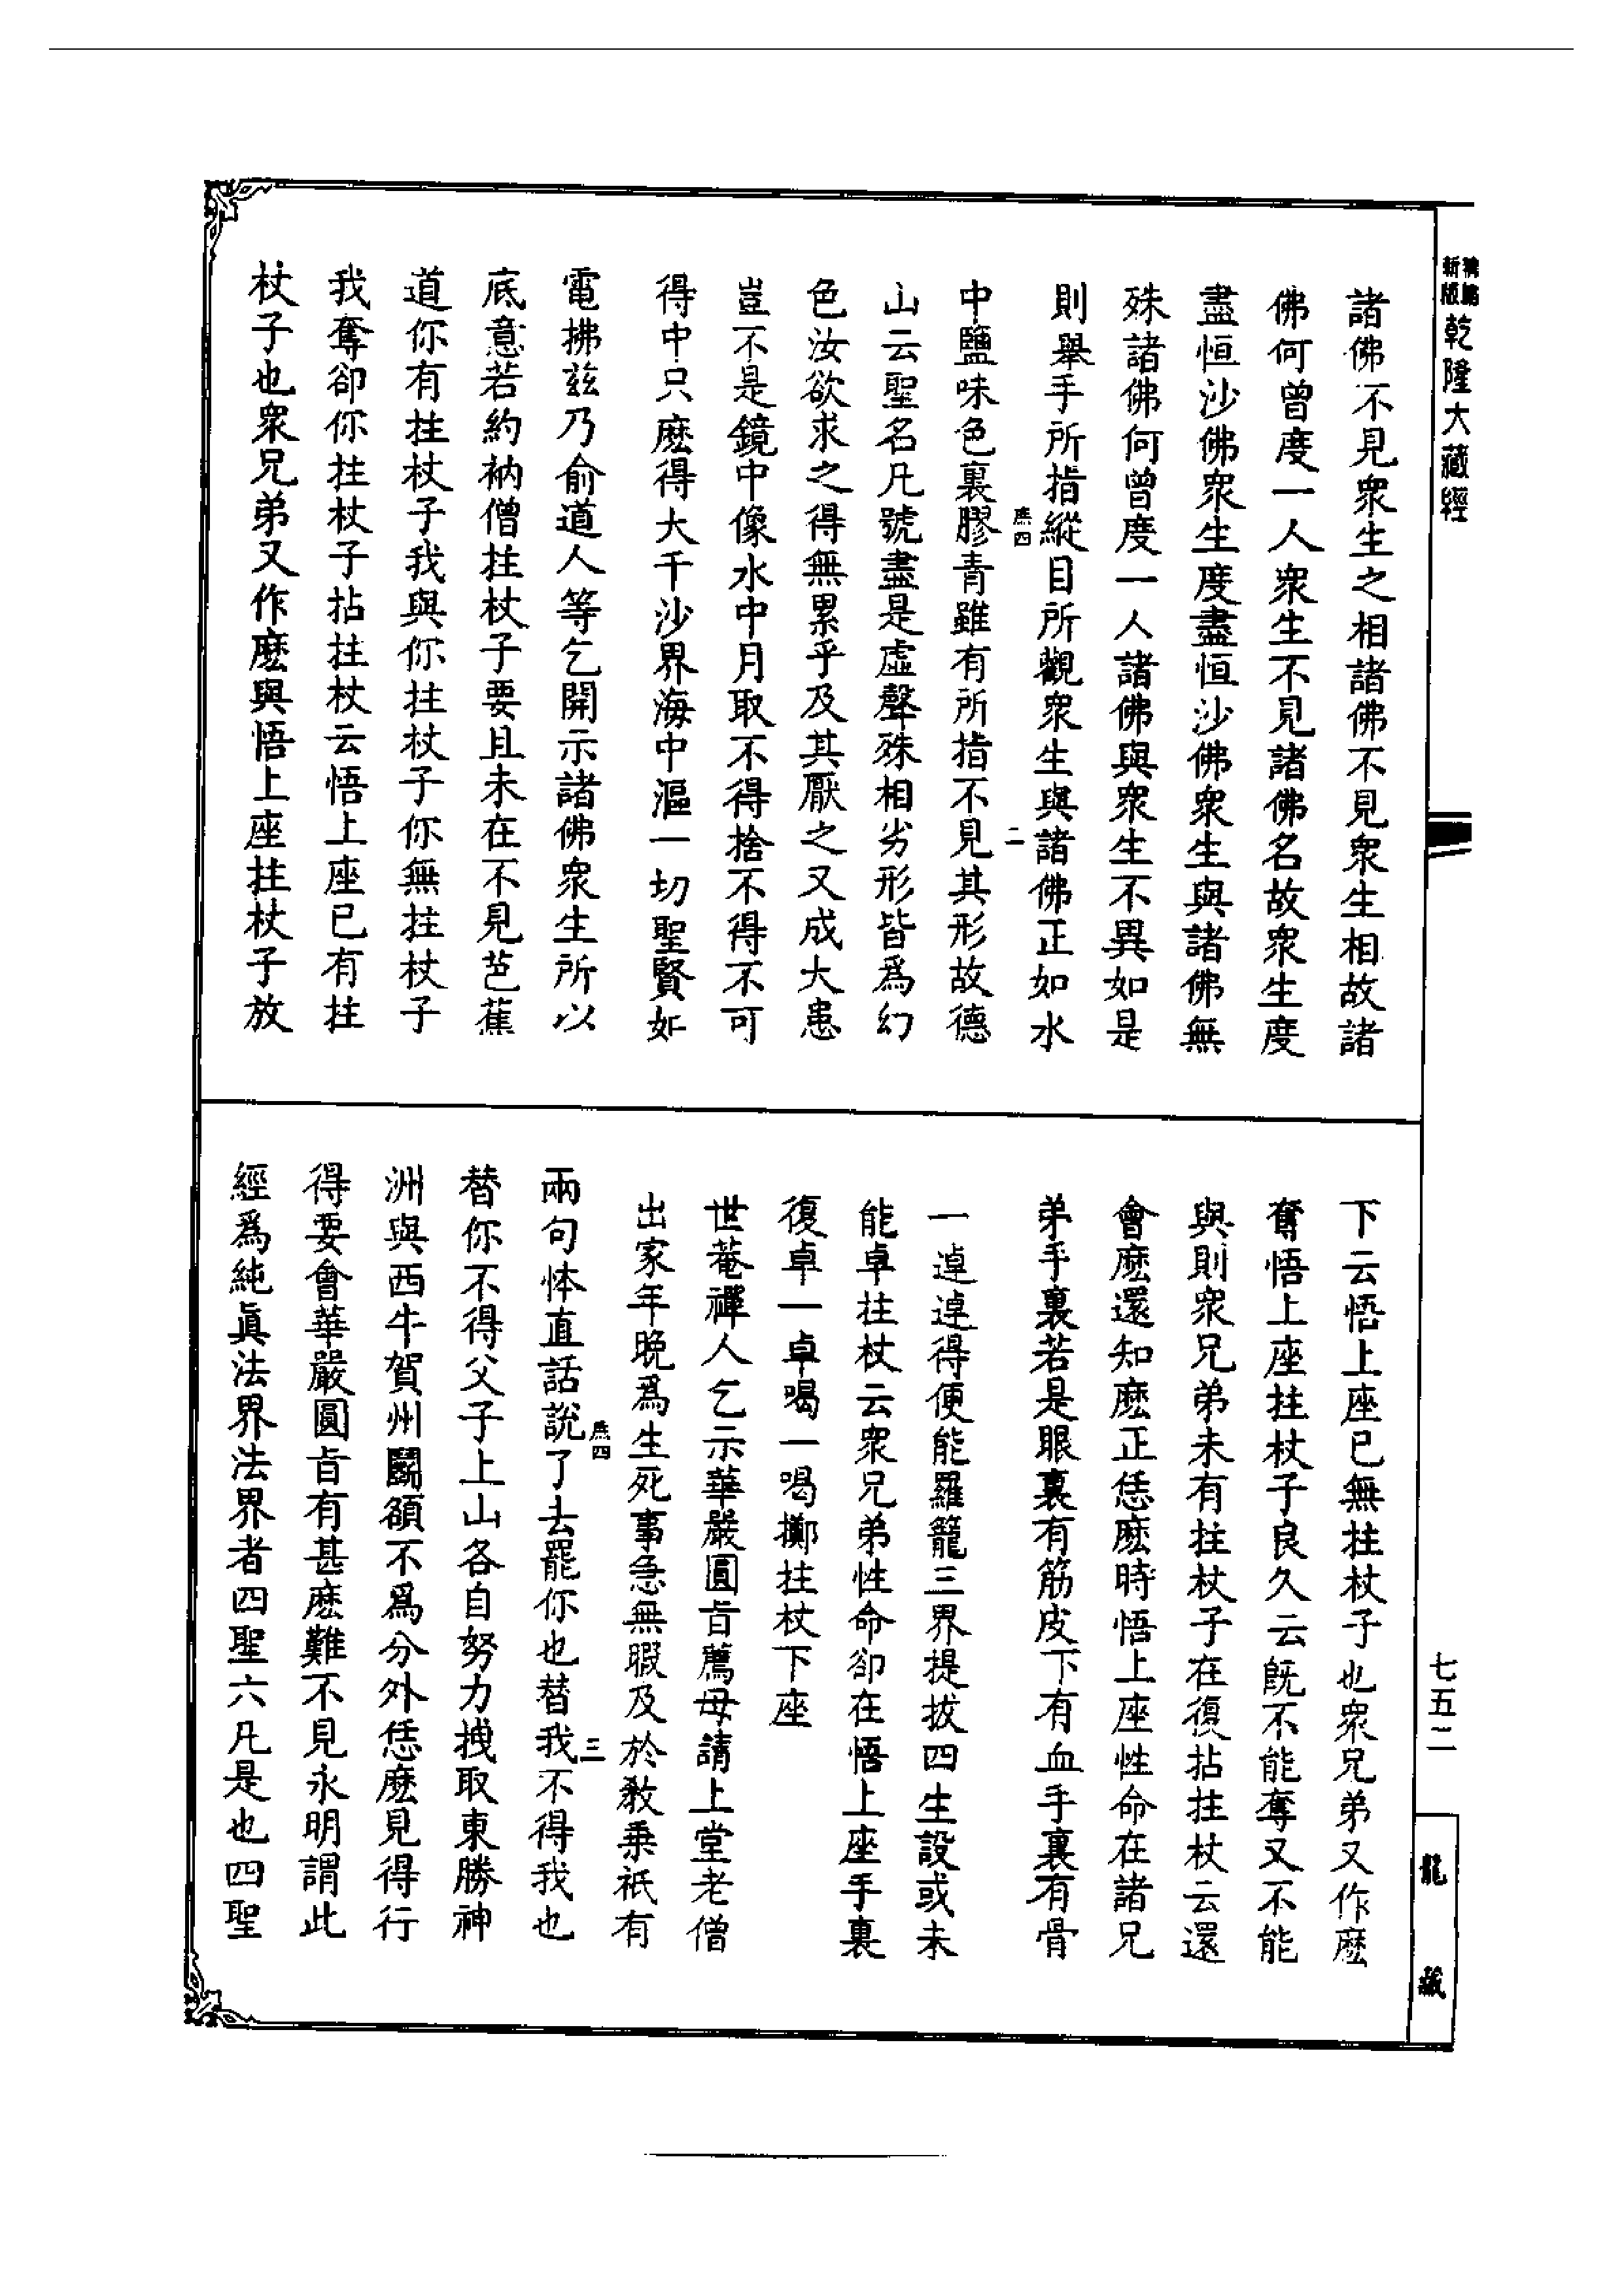 新版精縮乾隆大藏經
諸佛不見衆生之相諸佛不見衆生相故諸
佛何曾度一人衆生不見諸佛名故衆生度
盡恒沙佛衆生度盡恒沙佛衆生與諸佛無
殊諸佛何曾度一人諸佛與衆生不異如是
則舉手所指縱目所觀衆生與諸佛正如水
四
二
中鹽味色裏膠青雖有所指不見其形故德
山云聖名凡號盡是虛聲殊相劣形皆爲幻
色汝欲求之得無累乎及其厭之又成大患
豈不是鏡中像水中月取不得捨不得不可
得中只麽得大千沙界海中漚一切聖賢如
電拂兹乃俞道人等乞開示諸佛衆生所以
底意若約衲僧拄杖子要且未在不見芭蕉
道你有拄杖子我與你拄杖子你無拄杖子
我奪卻你拄杖子拈拄杖云悟上座已有拄
杖子也衆兄弟又作麽與悟上座拄杖子放
下云悟上座已無拄杖子也衆兄弟又作麽
奪悟上座拄杖子良久云旣不能奪又不能
與則衆兄弟未有拄杖子在復拈拄杖云還
會麽還知麽正恁麽時悟上座性命在諸兄
弟手裏若是眼裏有筋皮下有血手裏有骨
一逴逴得便能羅籠三界提拔四生設或未
能卓拄杖云衆兄弟性命卻在悟上座手裏
復卓一卓喝一喝擲拄杖下座
世菴禪人乞示華嚴圓旨薦母請上堂老僧
出家年晚爲生死事急無暇及於教乗祇有
四
三
兩句体直話說了去罷你也替我不得我也
替你不得父子上山各自努力拽取東勝神
洲與西牛賀州鬬額不爲分外恁麽見得行
得要會華嚴圓旨有甚麽難不見永明謂此
經爲純眞法界法界者四聖六凡是也四聖
七五二
龍藏